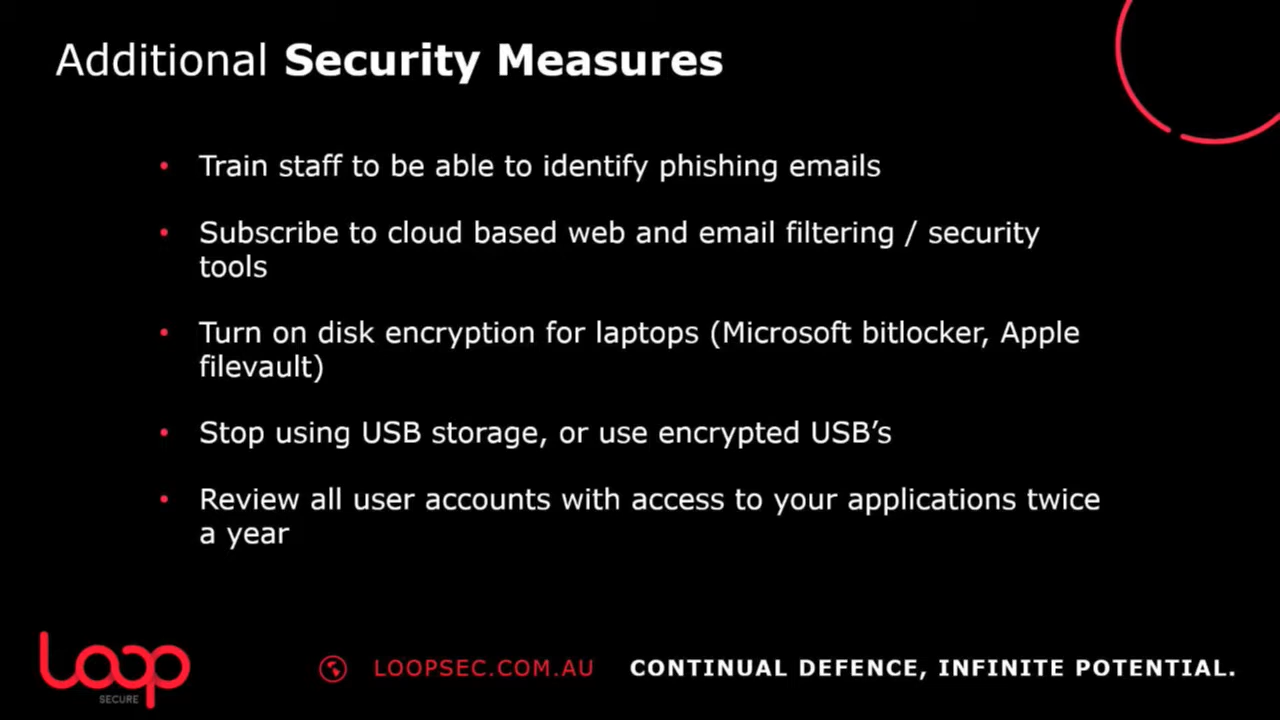 Additional Security Measures
• Train staff to be able to identify phishing emails
• Subscribe to cloud based web and email filtering / security
tools
• Turn on disk encryption for laptops (Microsoft bitlocker, Apple
filevault)
• Stop using USB storage, or use encrypted USB’s
• Review all user accounts with access to your applications twice
a year
Loop
SECURE
LOOPSEC.COM.AU
CONTINUAL DEFENCE, INFINITE POTENTIAL.